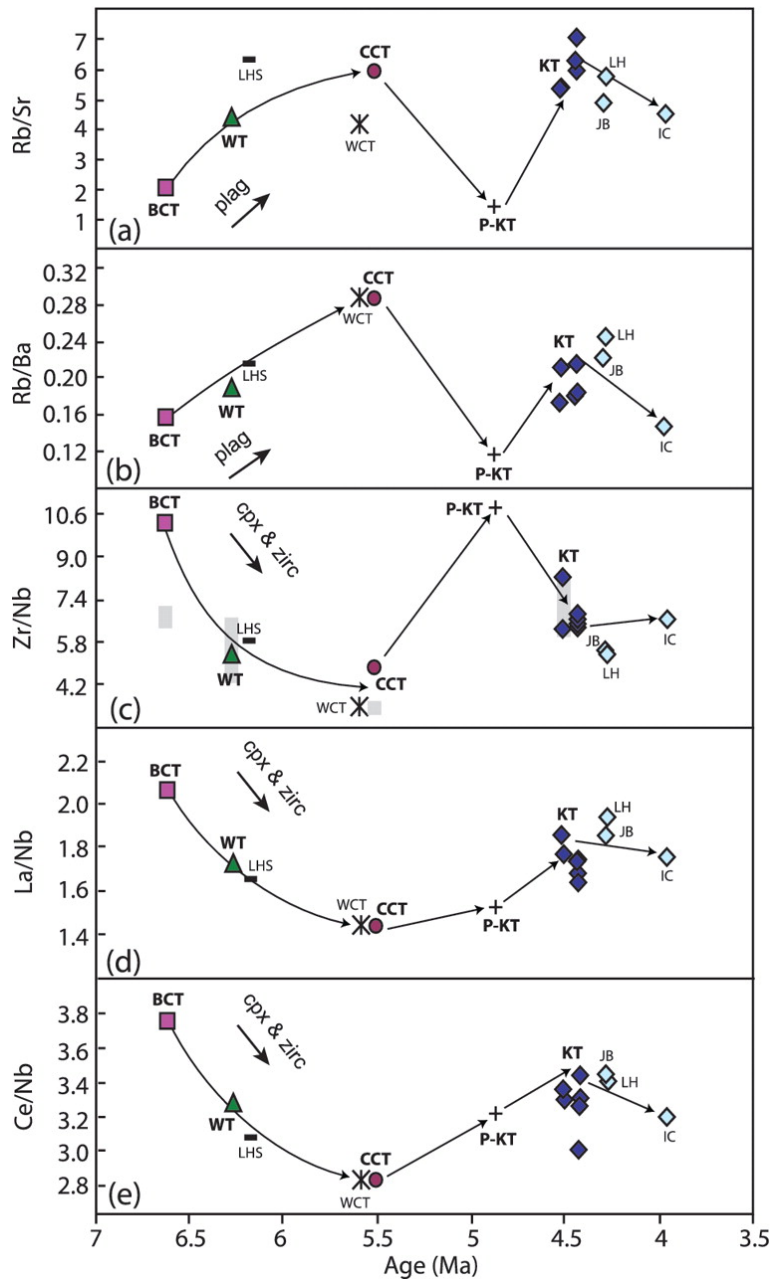 7
6
5
4
3
2
1
Rb/Sr
BCT
WT
LHS
CCT
WCT
P-KT
KT
LH
JB
IC
plag
(a)
0.32
0.28
0.24
0.20
0.16
0.12
Rb/Ba
BCT
WT
LHS
CCT
WCT
P-KT
KT
LH
JB
IC
plag
(b)
10.6
9.0
7.4
5.8
4.2
Zr/Nb
BCT
cpx & zirc
LHS
WT
WCT
CCT
P-KT
KT
JB
LH
IC
(c)
2.2
2.0
1.8
1.6
1.4
La/Nb
BCT
cpx & zirc
WT
LHS
WCT
CCT
P-KT
KT
LH
JB
IC
(d)
3.8
3.6
3.4
3.2
3.0
2.8
Ce/Nb
BCT
cpx & zirc
WT
LHS
CCT
WCT
P-KT
KT
JB
LH
IC
(e)
7
6.5
6
5.5
5
4.5
4
3.5
Age (Ma)